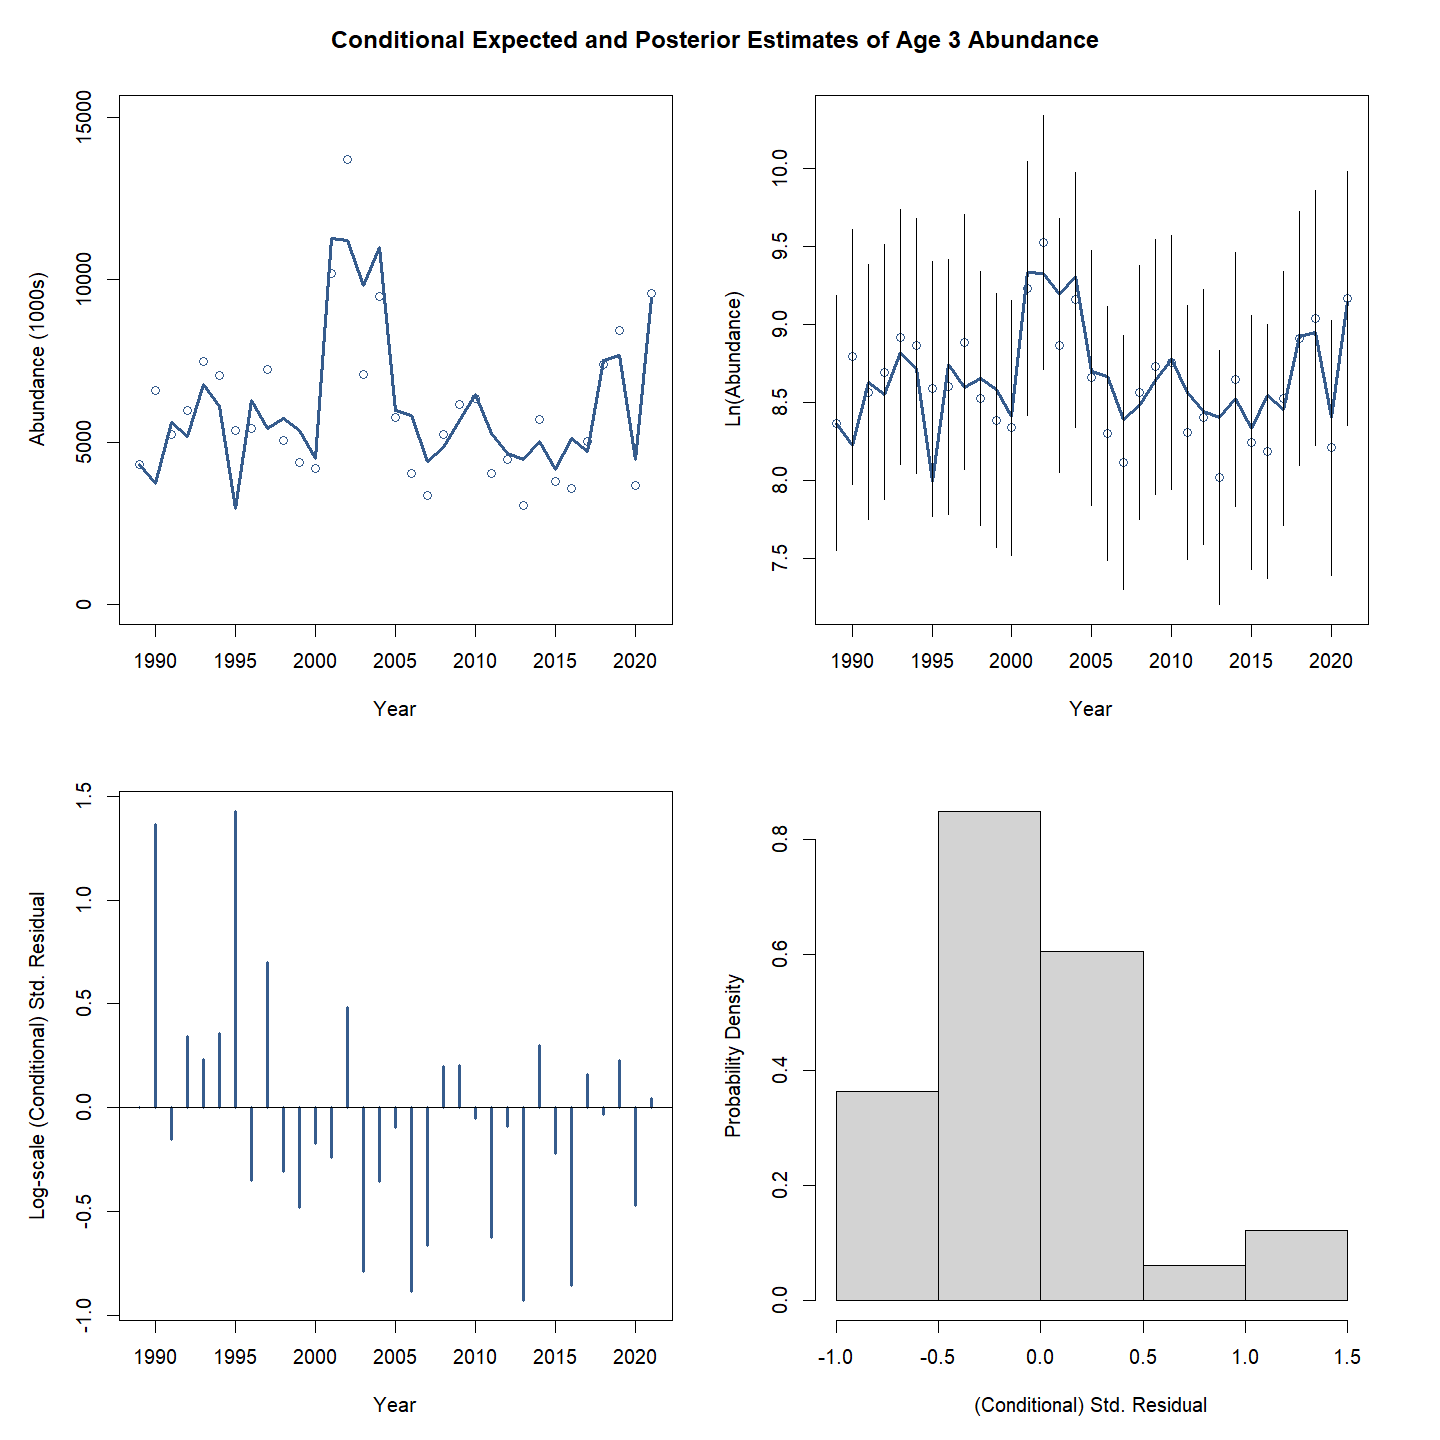 Conditional Expected and Posterior Estimates of Age 3 Abundance
Abundance (1000s)
15000
10000
5000
0
1990 1995 2000 2005 2010 2015 2020
Year
Ln(Abundance)
10.0
9.5
9.0
8.5
8.0
7.5
1990 1995 2000 2005 2010 2015 2020
Year
Log-scale (Conditional) Std. Residual
1.5
1.0
0.5
0.0
-0.5
-1.0
1990 1995 2000 2005 2010 2015 2020
Year
Probability Density
0.8
0.6
0.4
0.2
0.0
-1.0 -0.5 0.0 0.5 1.0 1.5
(Conditional) Std. Residual